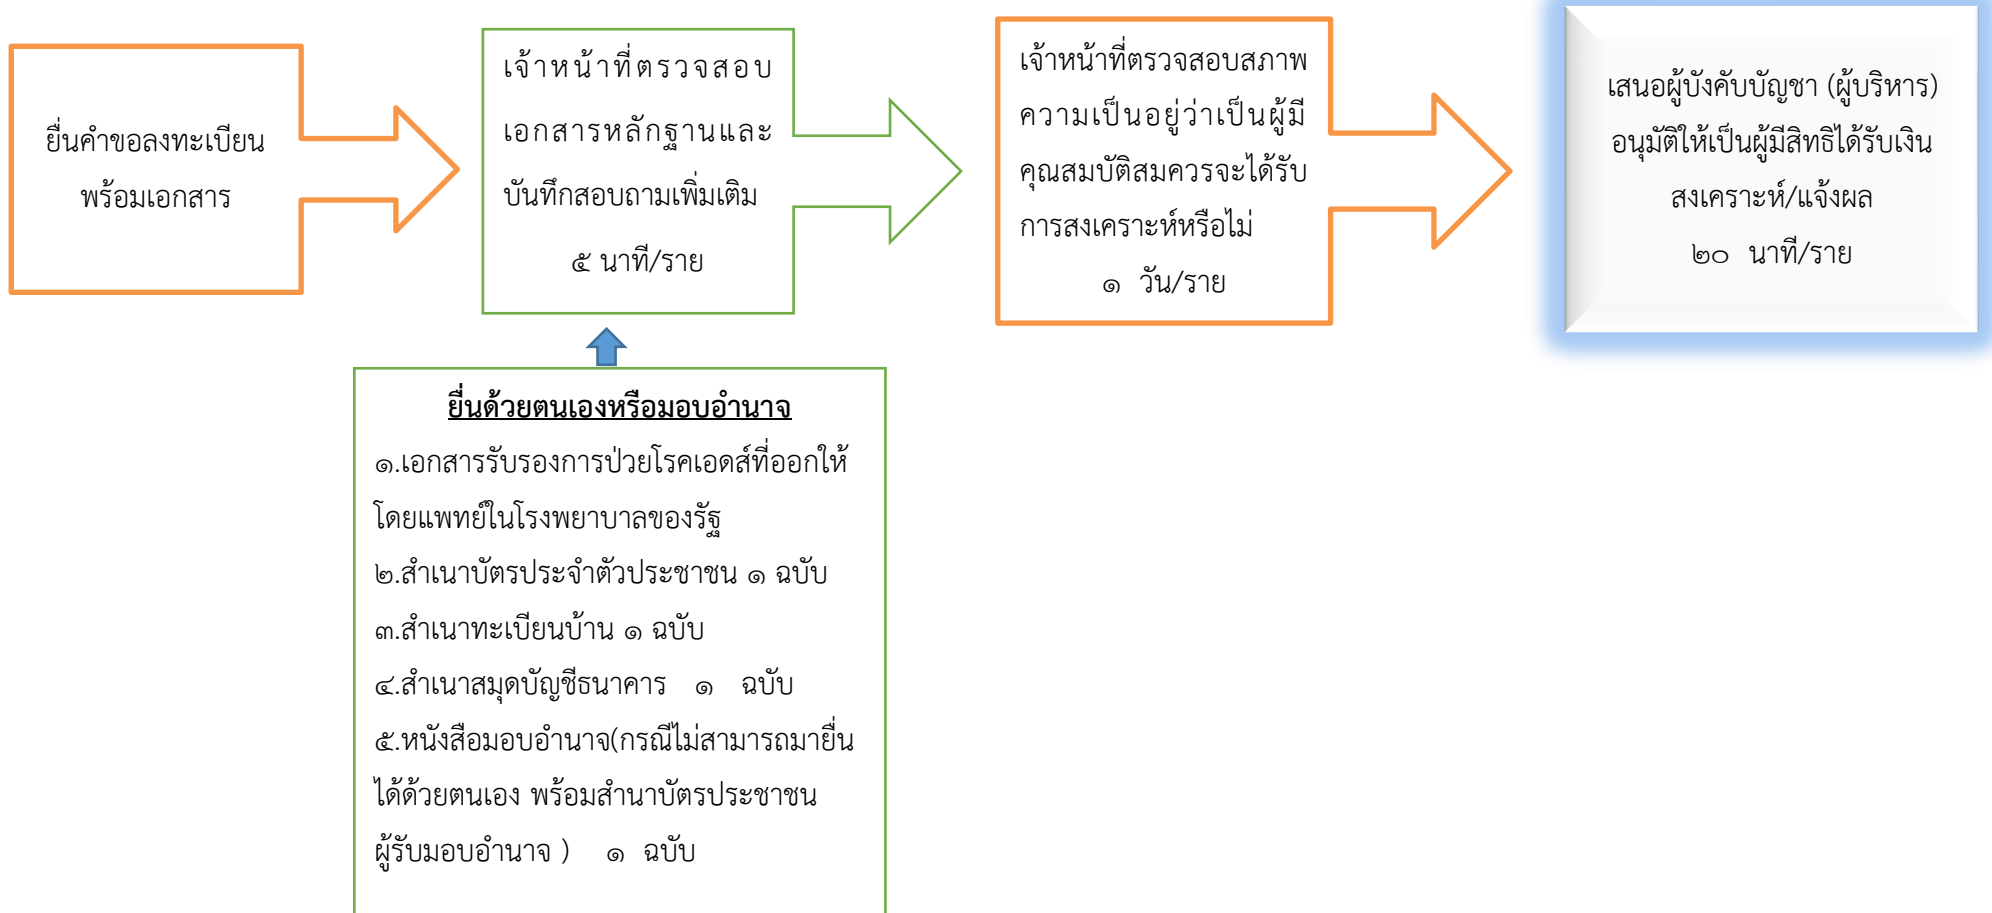 ยื่นคำขอลงทะเบียน
พร้อมเอกสาร
เจ้าหน้าที่ตรวจสอบ
เอกสารหลักฐานและ
บันทึกสอบถามเพิ่มเติม
๕ นาที/ราย
เจ้าหน้าที่ตรวจสอบสภาพ
ความเป็นอยู่ว่าเป็นผู้มี
คุณสมบัติสมควรจะได้รับ
การสงเคราะห์หรือไม่
๑ วัน/ราย
เสนอผู้บังคับบัญชา (ผู้บริหาร)
อนุมัติให้เป็นผู้มีสิทธิได้รับเงิน
สงเคราะห์/แจ้งผล
๒๐ นาที/ราย
ยื่นด้วยตนเองหรือมอบอำนาจ
๑.เอกสารรับรองการป่วยโรคเอดส์ที่ออกให้
โดยแพทย์ในโรงพยาบาลของรัฐ
๒.สำเนาบัตรประจำตัวประชาชน ๑ ฉบับ
๓.สำเนาทะเบียนบ้าน ๑ ฉบับ
๔.สำเนาสมุดบัญชีธนาคาร ๑ ฉบับ
๕.หนังสือมอบอำนาจ(กรณีไม่สามารถมายื่น
ได้ด้วยตนเอง พร้อมสำนาบัตรประชาชน
ผู้รับมอบอำนาจ ) ๑ ฉบับ